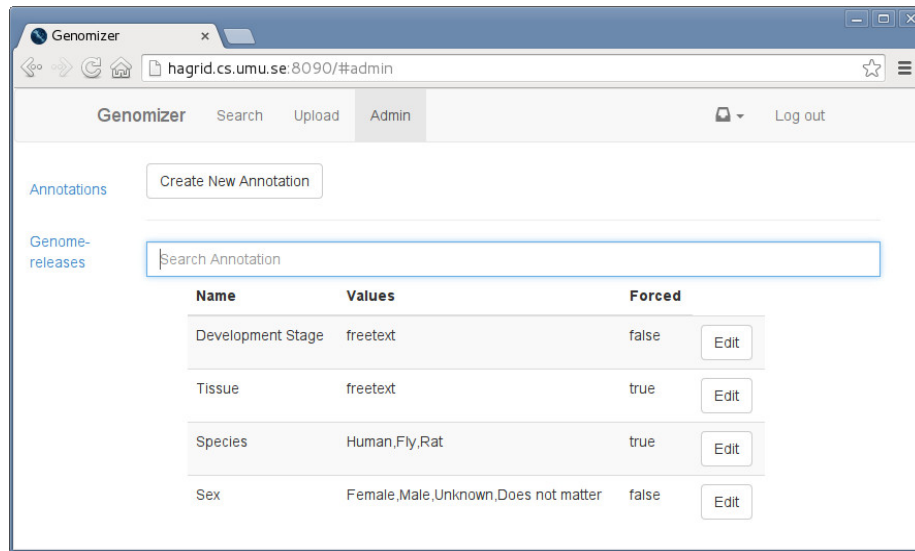 Genomizer
hagrid.cs.umu.se:8090/#admin
Genomizer Search Upload Admin Log out
Annotations Create New Annotation
Genome-
releases
Search Annotation
Name Values Forced
Development Stage freetext false Edit
Tissue freetext true Edit
Species Human,Fly,Rat true Edit
Sex Female,Male,Unknown,Does not matter false Edit